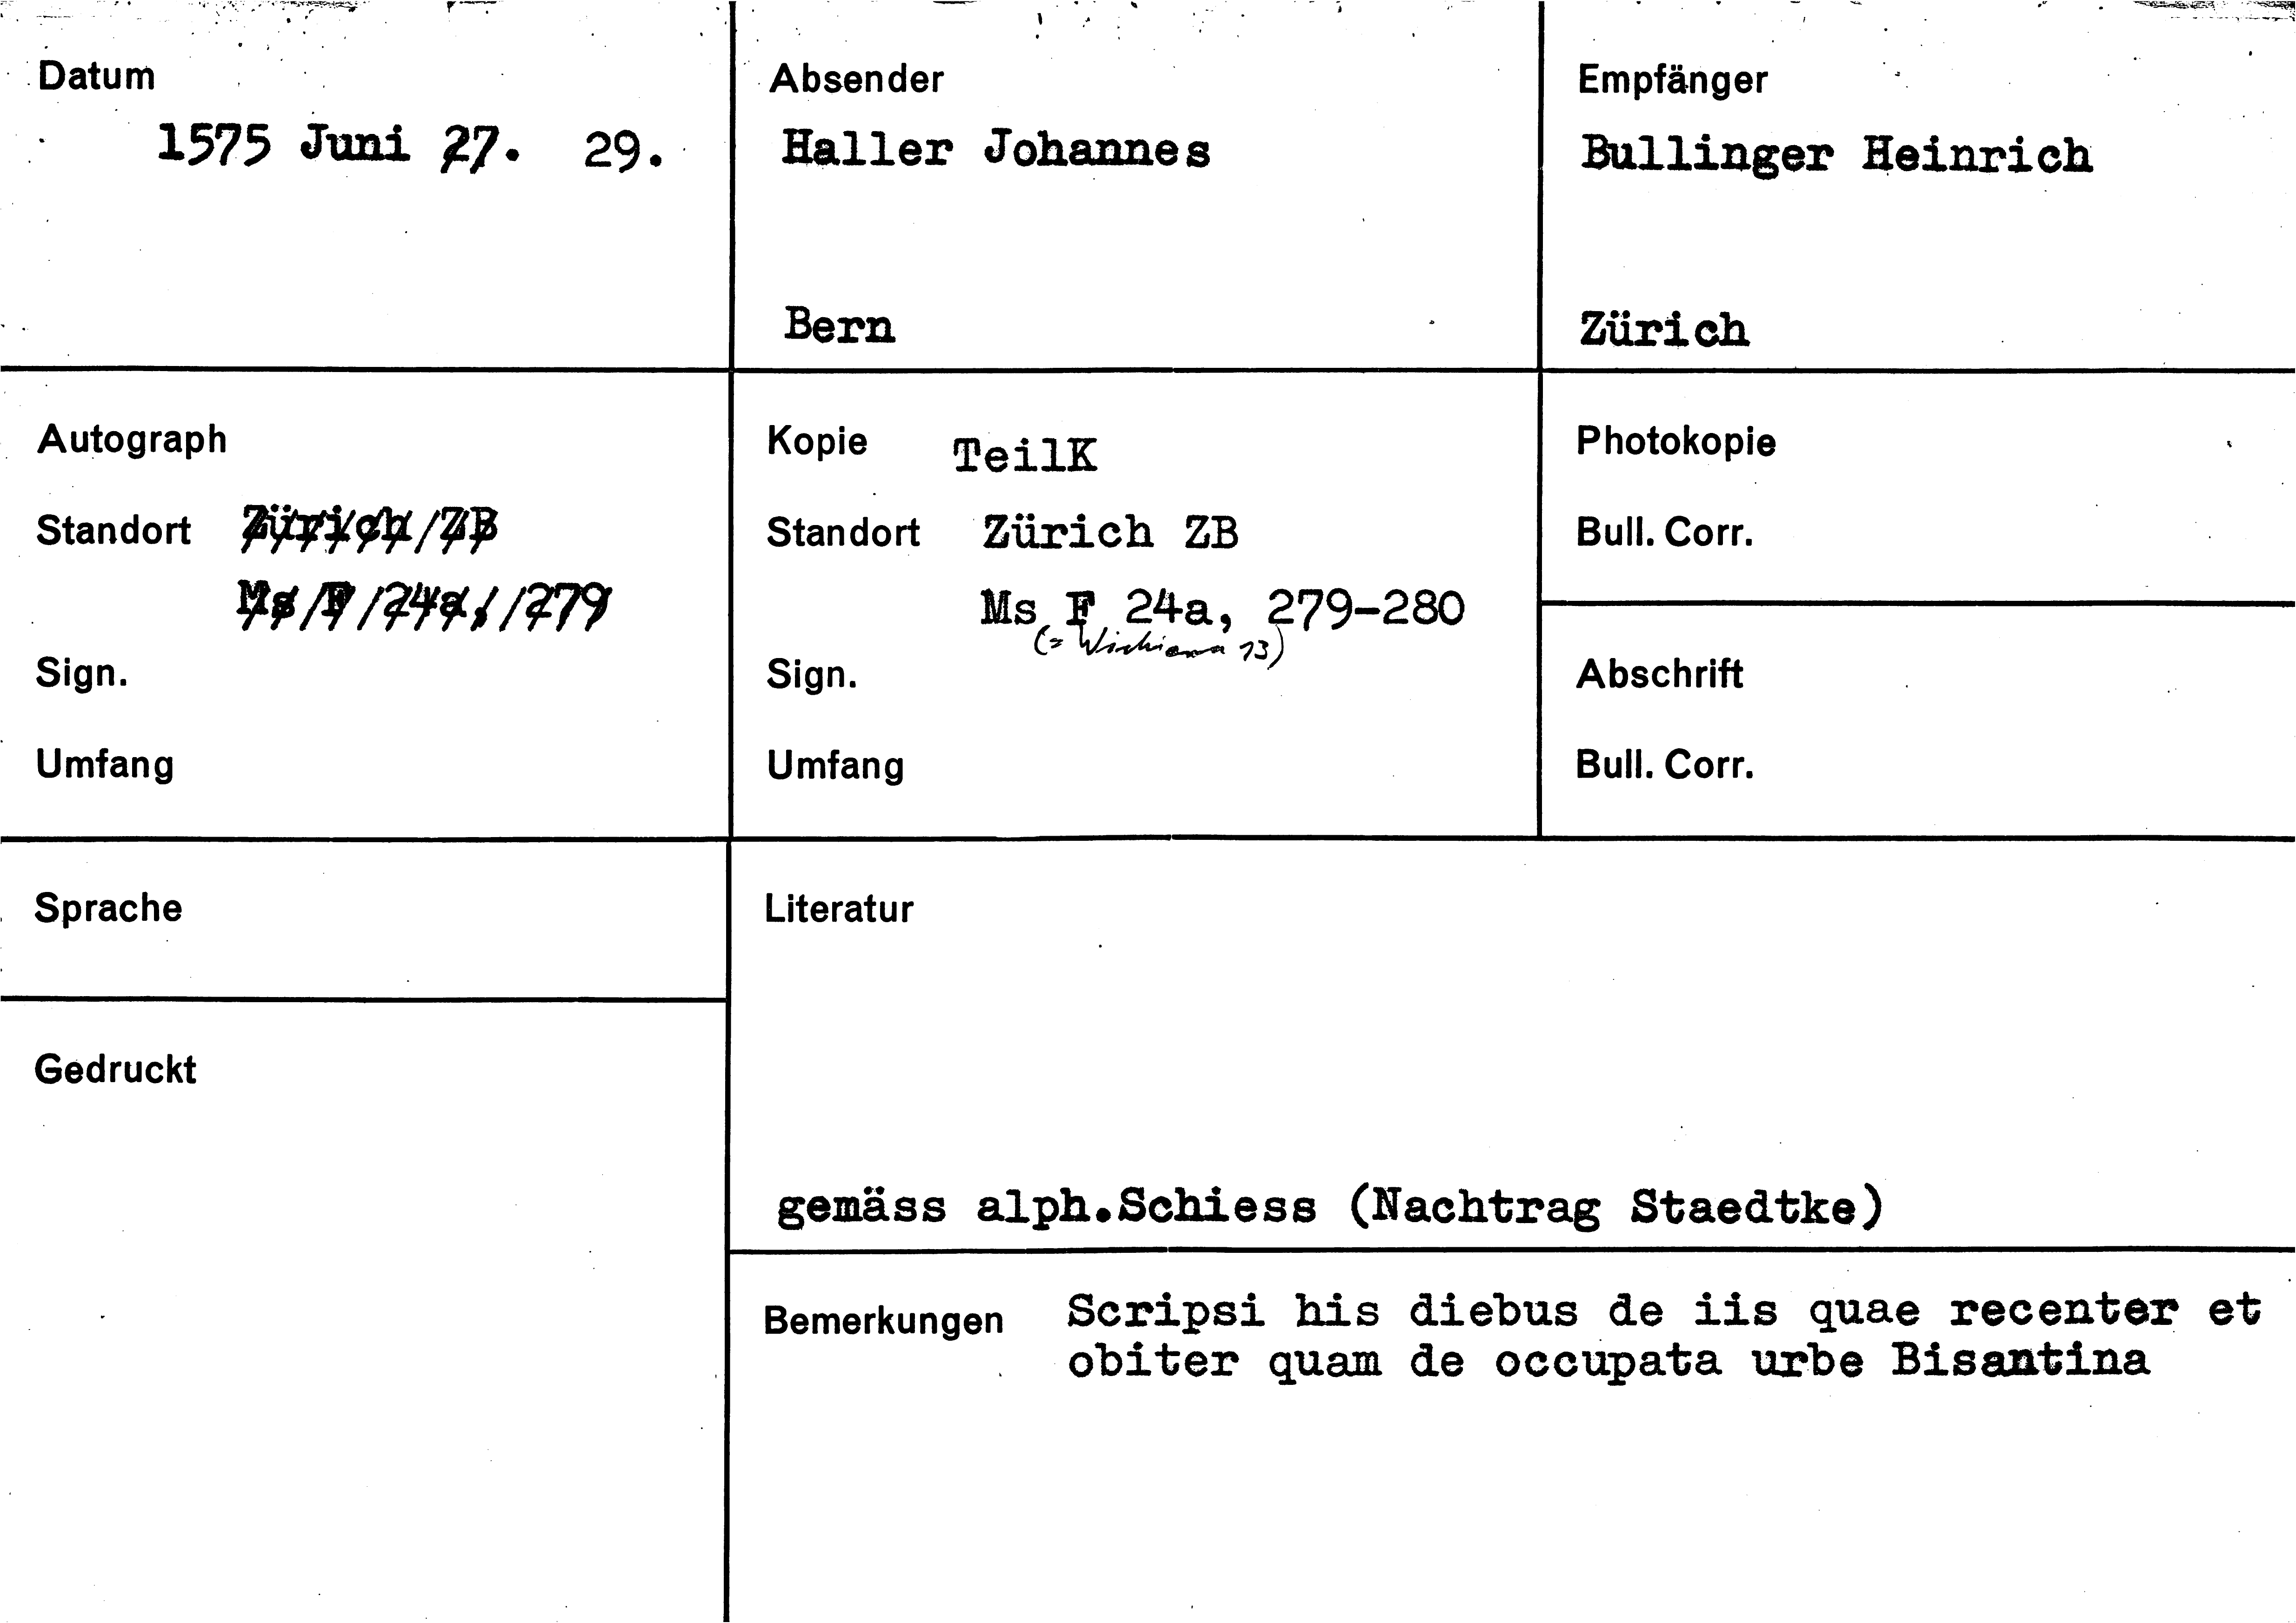 Datum
1575 Juni 27. 29.
Absender
Haller Johannes
Bern
Empfänger
Bullinger Heinrich
Zürich
Autograph
Standort Zürich ZB
Ms F 24a, 279
Sign.
Umfang
Kopie TeilK
Standort Zürich ZB
Ms F 24a, 279-280
(= 13)
Sign.
Umfang
Photokopie
Bull. Corr.
Abschrift
Bull. Corr.
Sprache
Gedruckt
Literatur
gemäss alph.Schiess (Nachtrag Staedtke)
Bemerkungen Scripsi his diebus de iis quae recenter et
obiter quam de occupata urbe Bisantina